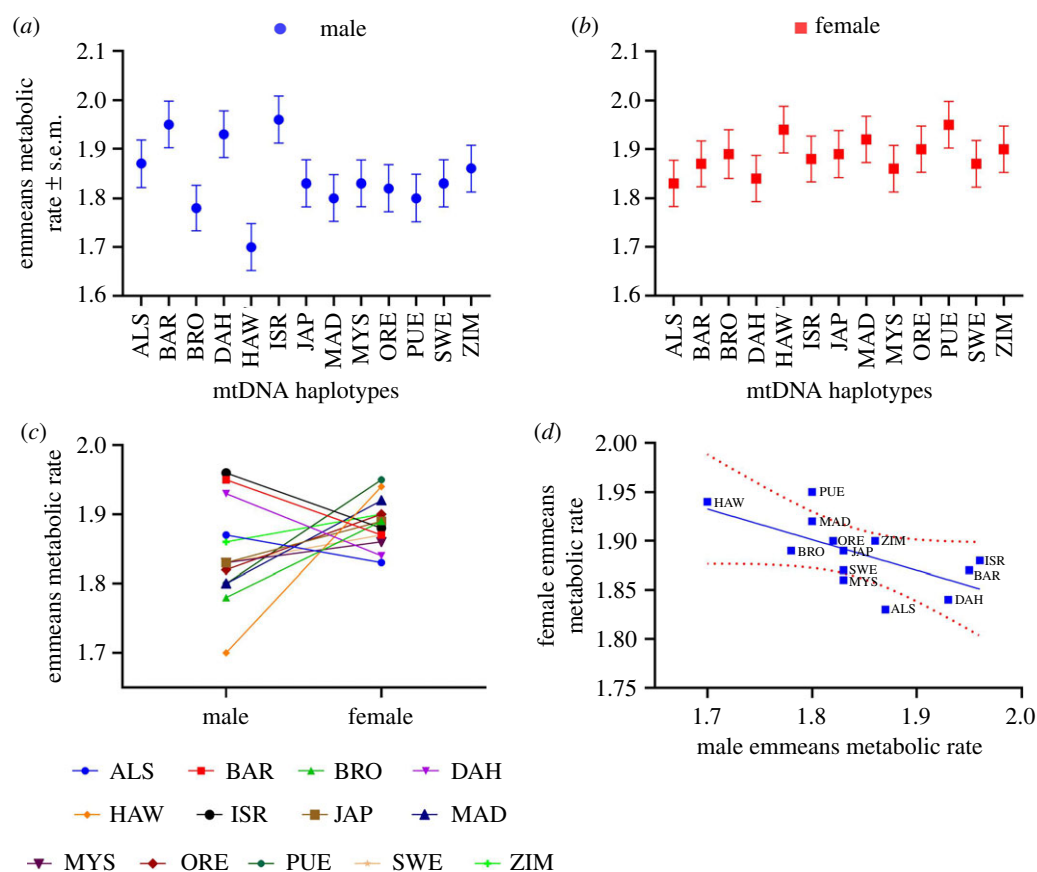 (a)
male
emmeans metabolic
rate ± s.e.m.
2.1
2.0
1.9
1.8
1.7
1.6
ALS
BAR
BRO
DAH
HAW
ISR
JAP
MAD
MYS
ORE
PUE
SWE
ZIM
mtDNA haplotypes
(b)
female
2.1
2.0
1.9
1.8
1.7
1.6
ALS
BAR
BRO
DAH
HAW
ISR
JAP
MAD
MYS
ORE
PUE
SWE
ZIM
mtDNA haplotypes
(c)
emmeans metabolic rate
2.0
1.9
1.8
1.7
male female
ALS BAR BRO DAH
HAW ISR JAP MAD
MYS ORE PUE SWE ZIM
(d)
female emmeans
metabolic rate
2.00
1.95
1.90
1.85
1.80
1.75
HAW
PUE
MAD
ORE
ZIM
BRO
JAP
ISR
SWE
BAR
MYS
DAH
ALS
1.7 1.8 1.9 2.0
male emmeans metabolic rate